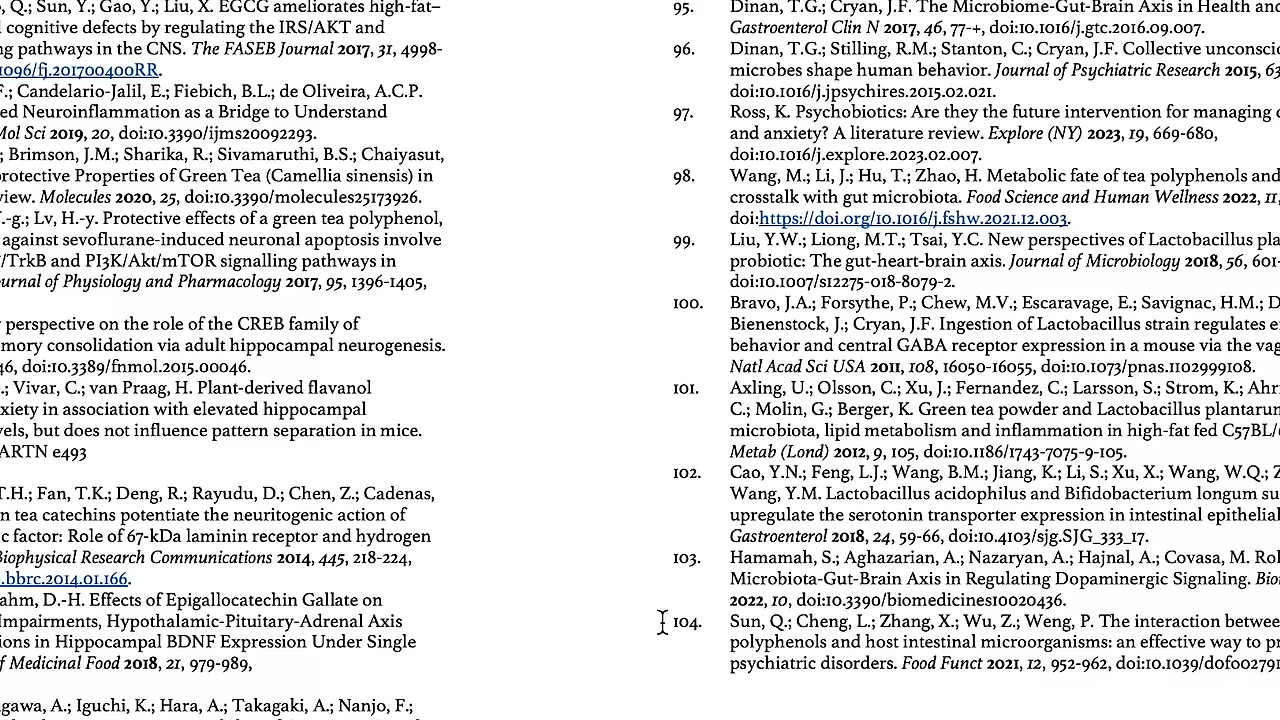 , Q.; Sun, Y.; Gao, Y.; Liu, X. EGCG ameliorates high-fat–
cognitive defects by regulating the IRS/AKT and
ng pathways in the CNS. The FASEB Journal 2017, 31, 4998-
1096/fj.201700400RR.
F.; Candelario-Jalil, E.; Fiebich, B.L.; de Oliveira, A.C.P.
ed Neuroinflammation as a Bridge to Understand
Mol Sci 2019, 20, doi:10.3390/ijms20092293.
; Brimson, J.M.; Sharika, R.; Sivamaruthi, B.S.; Chaiyasut,
protective Properties of Green Tea (Camellia sinensis) in
view. Molecules 2020, 25, doi:10.3390/molecules25173926.
.-g.; Lv, H.-y. Protective effects of a green tea polyphenol,
against sevoflurane-induced neuronal apoptosis involve
/TrkB and PI3K/Akt/mTOR signalling pathways in
urnal of Physiology and Pharmacology 2017, 95, 1396-1405,
perspective on the role of the CREB family of
mory consolidation via adult hippocampal neurogenesis.
46, doi:10.3389/fnmol.2015.00046.
.; Vivar, C.; van Praag, H. Plant-derived flavanol
xiety in association with elevated hippocampal
vels, but does not influence pattern separation in mice.
ARTN e493
T.H.; Fan, T.K.; Deng, R.; Rayudu, D.; Chen, Z.; Cadenas,
n tea catechins potentiate the neuritogenic action of
ic factor: Role of 67-kDa laminin receptor and hydrogen
Biophysical Research Communications 2014, 445, 218-224,
.bbrc.2014.01.166.
ahm, D.-H. Effects of Epigallocatechin Gallate on
Impairments, Hypothalamic-Pituitary-Adrenal Axis
ions in Hippocampal BDNF Expression Under Single
f Medicinal Food 2018, 21, 979-989,
gawa, A.; Iguchi, K.; Hara, A.; Takagaki, A.; Nanjo, F.;
95. Dinan, T.G.; Cryan, J.F. The Microbiome-Gut-Brain Axis in Health and
Gastroenterol Clin N 2017, 46, 77-+, doi:10.1016/j.gtc.2016.09.007.
96. Dinan, T.G.; Stilling, R.M.; Stanton, C.; Cryan, J.F. Collective unconscio
microbes shape human behavior. Journal of Psychiatric Research 2015, 63
doi:10.1016/j.jpsychires.2015.02.021.
97. Ross, K. Psychobiotics: Are they the future intervention for managing
and anxiety? A literature review. Explore (NY) 2023, 19, 669-680,
doi:10.1016/j.explore.2023.02.007.
98. Wang, M.; Li, J.; Hu, T.; Zhao, H. Metabolic fate of tea polyphenols and
crosstalk with gut microbiota. Food Science and Human Wellness 2022, 11,
doi:https://doi.org/10.1016/j.fshw.2021.12.003.
99. Liu, Y.W.; Liong, M.T.; Tsai, Y.C. New perspectives of Lactobacillus pla
probiotic: The gut-heart-brain axis. Journal of Microbiology 2018, 56, 601-
doi:10.1007/s12275-018-8079-2.
100. Bravo, J.A.; Forsythe, P.; Chew, M.V.; Escaravage, E.; Savignac, H.M.; D
Bienenstock, J.; Cryan, J.F. Ingestion of Lactobacillus strain regulates e
behavior and central GABA receptor expression in a mouse via the vag
Natl Acad Sci USA 2011, 108, 16050-16055, doi:10.1073/pnas.1102999108.
101. Axling, U.; Olsson, C.; Xu, J.; Fernandez, C.; Larsson, S.; Strom, K.; Ahr
C.; Molin, G.; Berger, K. Green tea powder and Lactobacillus plantarum
microbiota, lipid metabolism and inflammation in high-fat fed C57BL/
Metab (Lond) 2012, 9, 105, doi:10.1186/1743-7075-9-105.
102. Cao, Y.N.; Feng, L.J.; Wang, B.M.; Jiang, K.; Li, S.; Xu, X.; Wang, W.Q.; Z
Wang, Y.M. Lactobacillus acidophilus and Bifidobacterium longum su
upregulate the serotonin transporter expression in intestinal epithelial
Gastroenterol 2018, 24, 59-66, doi:10.4103/sjg.SJG_333_17.
103. Hamamah, S.; Aghazarian, A.; Nazaryan, A.; Hajnal, A.; Covasa, M. Rol
Microbiota-Gut-Brain Axis in Regulating Dopaminergic Signaling. Bio
2022, 10, doi:10.3390/biomedicines10020436.
104. Sun, Q.; Cheng, L.; Zhang, X.; Wu, Z.; Weng, P. The interaction betwee
polyphenols and host intestinal microorganisms: an effective way to pr
psychiatric disorders. Food Funct 2021, 12, 952-962, doi:10.1039/d0fo02791